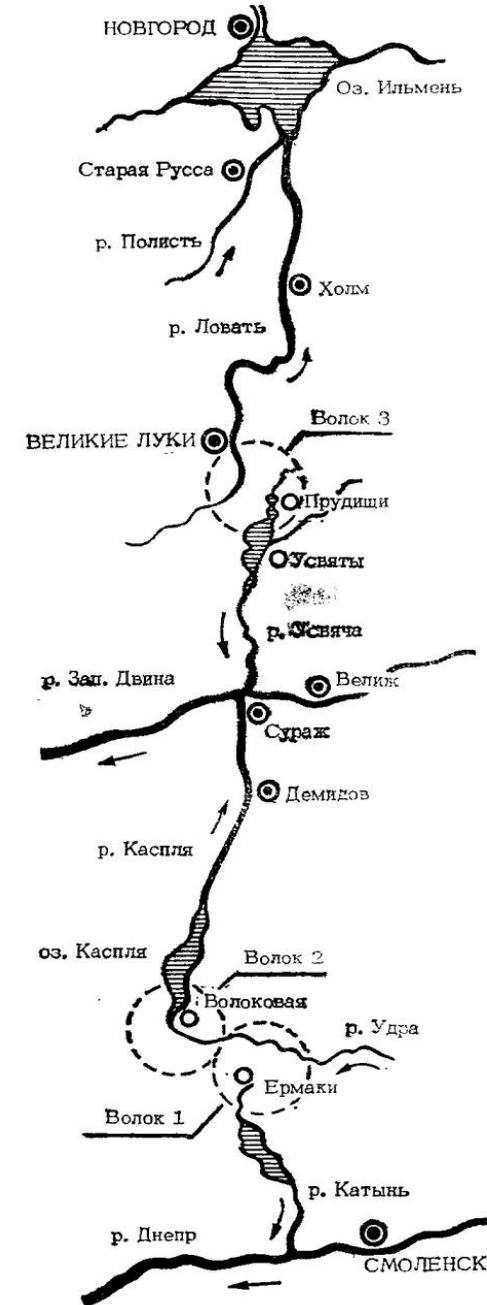 НОВГОРОД
Оз. Ильмень
Старая Русса
р. Полисть
Холм
р. Ловать
Волок 3
ВЕЛИКИЕ ЛУКИ
Прудищи
Усвяты
р. Усвяча
р. Зап. Двина
Велиж
Сураж
Демидов
р. Каспля
оз. Каспля
Волок 2
Волоковая
р. Удра
Ермаки
Волок 1
р. Катынь
р. Днепр
СМОЛЕНСК